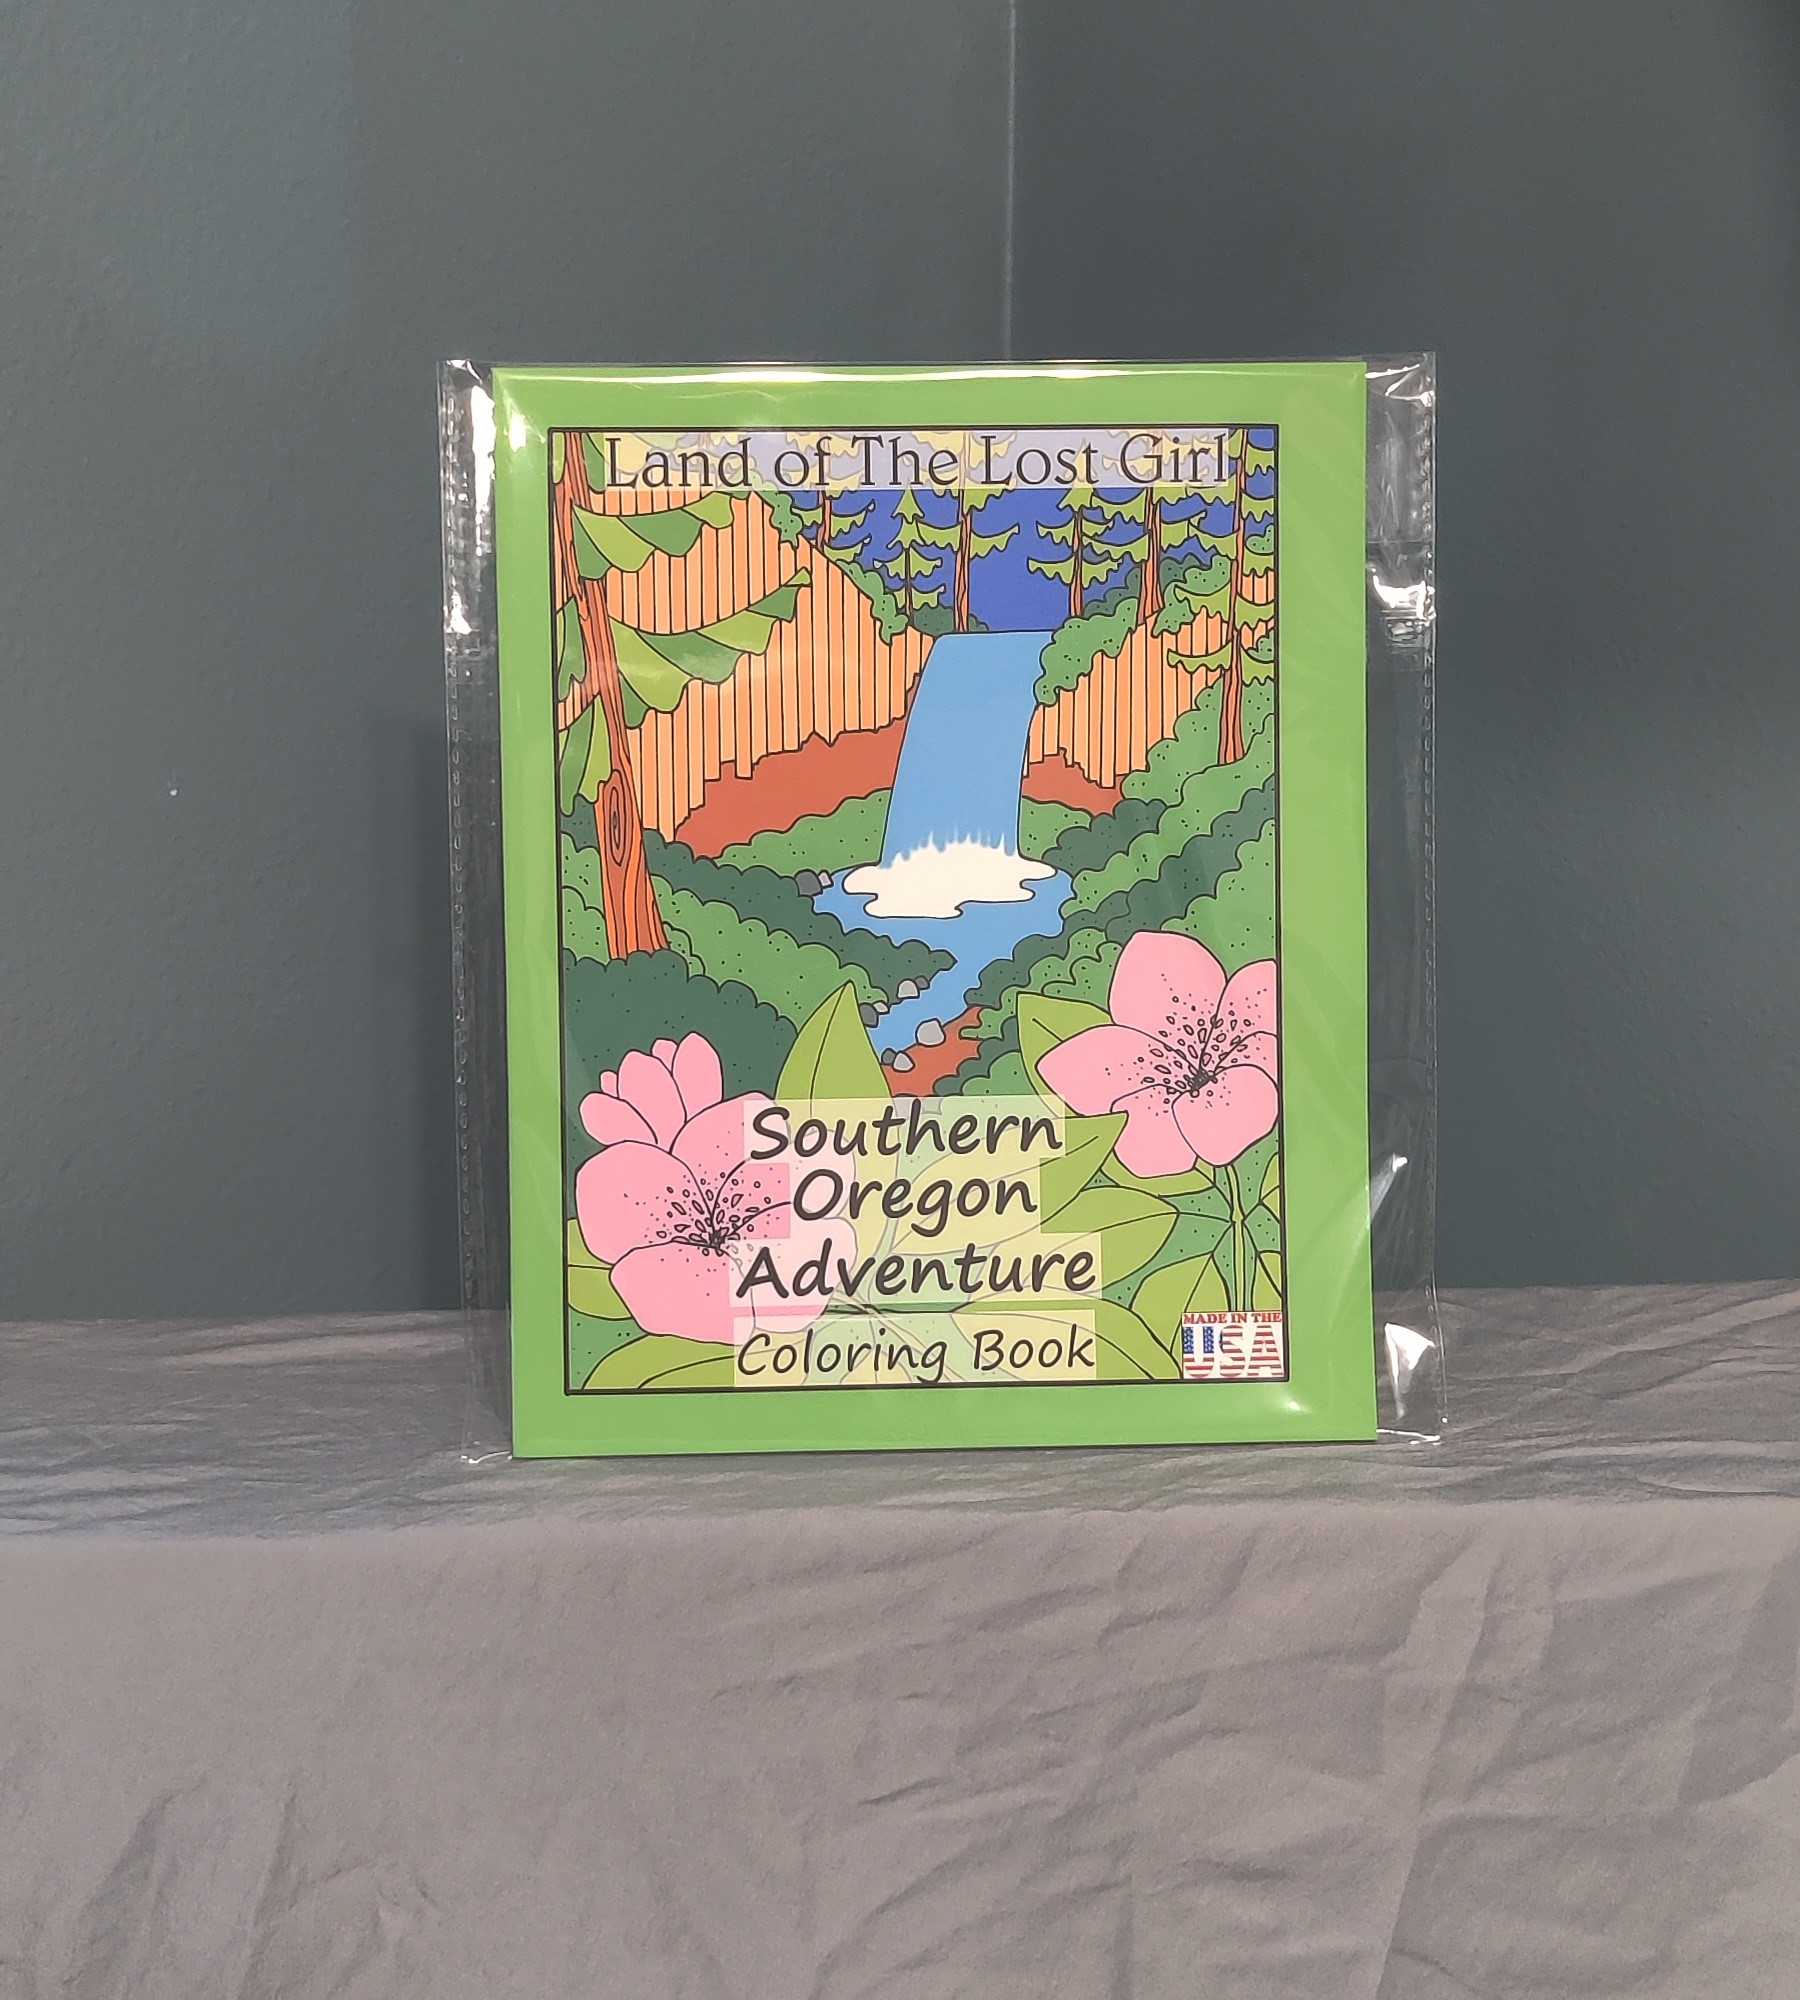 Land of The Lost Girl
Southern
Oregon
Adventure
Coloring Book
MADE IN THE
USA